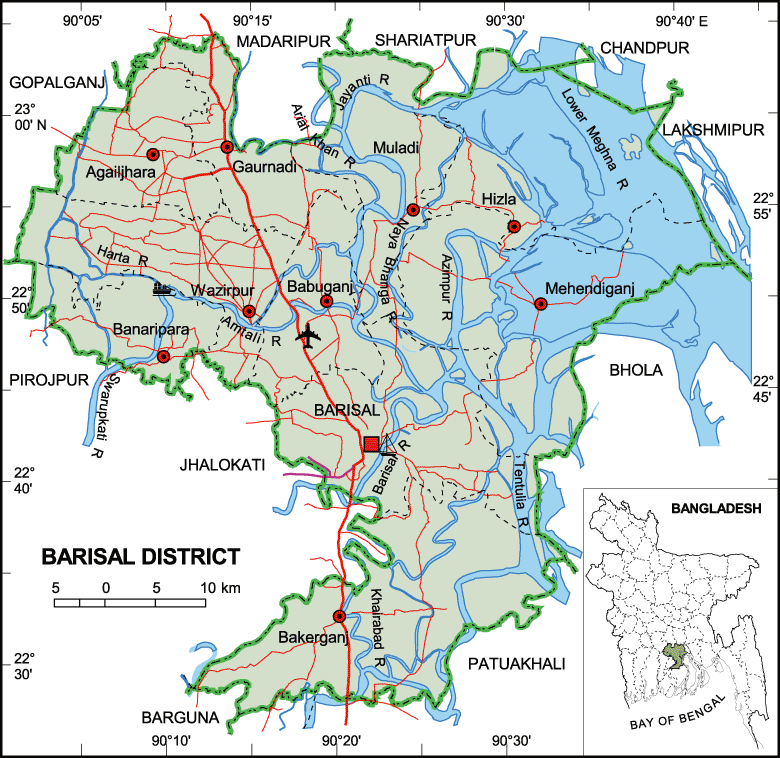 90°05'
90°15'
90°30'
90°40' E
MADARIPUR
SHARIATPUR
CHANDPUR
GOPALGANJ
Jayanti R
Lower Meghna R
23°
00' N
Arial Khan R
LAKSHMIPUR
Muladi
Agailjhara
Gaurnadi
Hizla
22°
55'
Naya Bhanga R
Harta R
Azimpur R
Wazirpur
Babuganj
Mehendiganj
22°
50'
Banaripara
Amtali R
PIROJPUR
Swarupkati R
BHOLA
22°
45'
BARISAL
JHALOKATI
Barisal R
22°
40'
Tentulia R
BANGLADESH
BARISAL DISTRICT
5 0 5 10 km
Khairabad R
Bakerganj
22°
30'
PATUAKHALI
BARGUNA
BAY OF BENGAL
90°10'
90°20'
90°30'